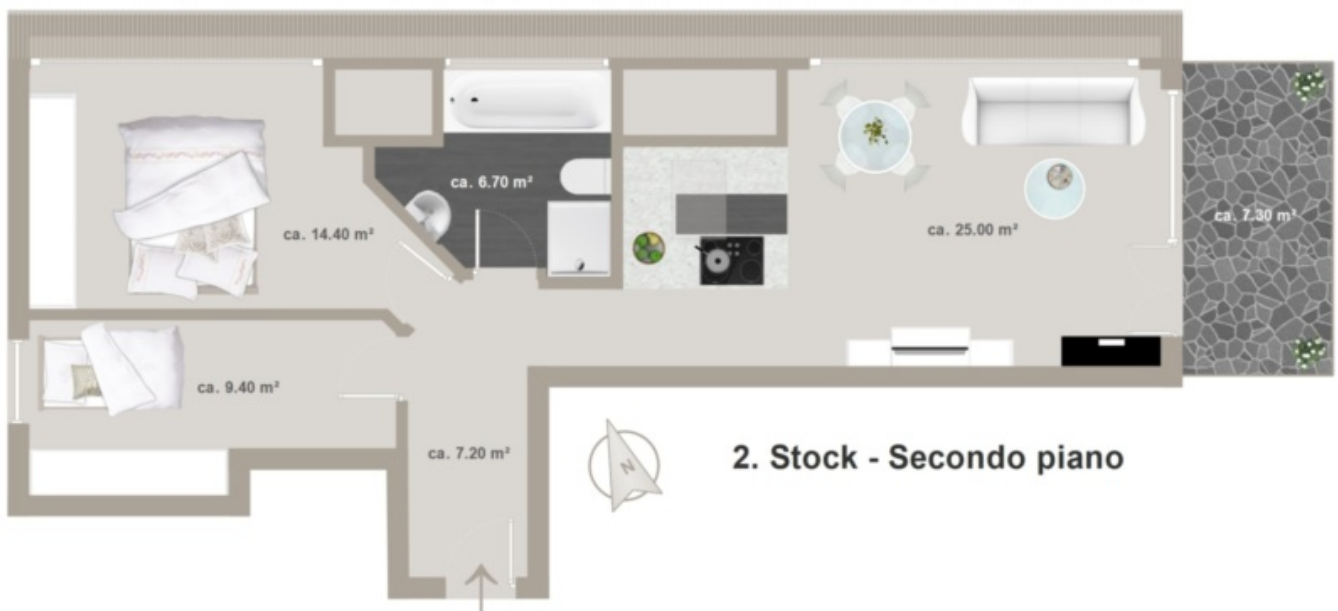 ca. 6.70 m²
ca. 14.40 m²
ca. 25.00 m²
ca. 7.30 m²
ca. 9.40 m²
ca. 7.20 m²
N
2. Stock - Secondo piano